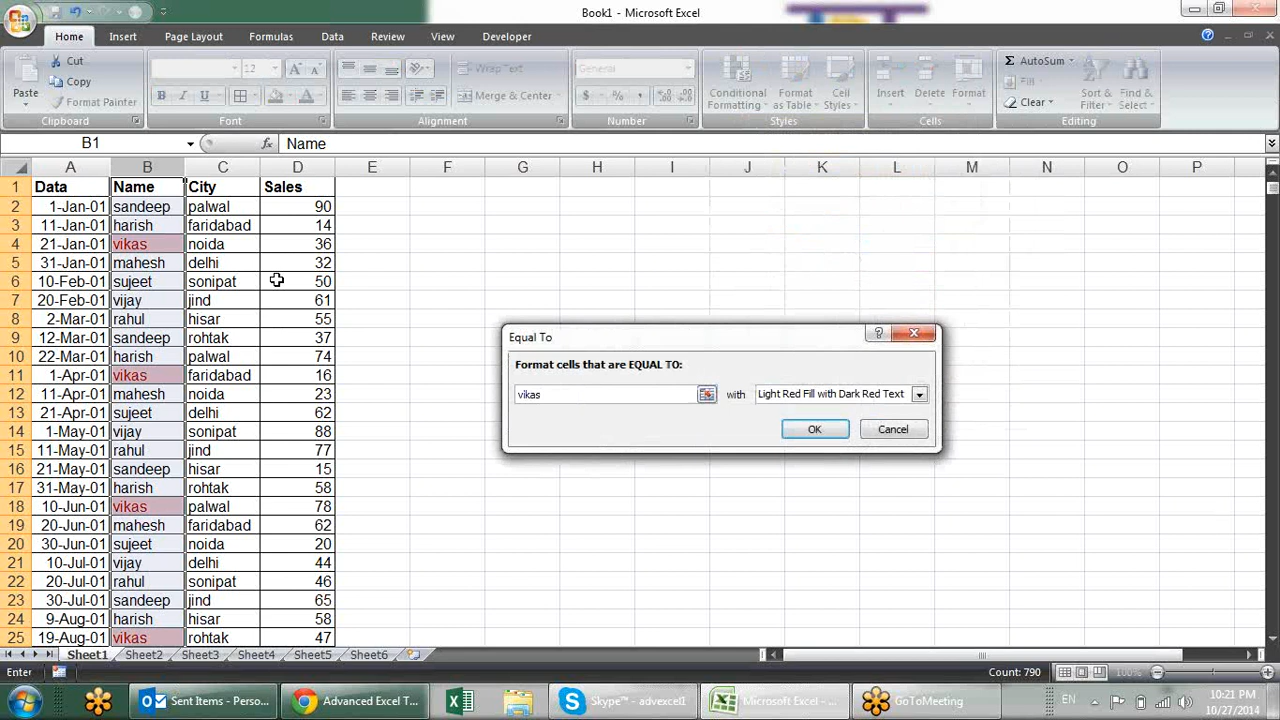 Book1 - Microsoft Excel
Home Insert Page Layout Formulas Data Review View Developer
Cut
Copy
Paste
Format Painter
Clipboard
12
Font
Wrap Text
Merge & Center
Alignment
General
Number
Conditional Formatting
Format as Table
Cell Styles
Styles
Insert
Delete
Format
Cells
AutoSum
Fill
Clear
Sort & Filter
Find & Select
Editing
B1 fx Name
A B C D E F G H I J K L M N O P
1 Data Name City Sales
2 1-Jan-01 sandeep palwal 90
3 11-Jan-01 harish faridabad 14
4 21-Jan-01 vikas noida 36
5 31-Jan-01 mahesh delhi 32
6 10-Feb-01 sujeet sonipat 50
7 20-Feb-01 vijay jind 61
8 2-Mar-01 rahul hisar 55
9 12-Mar-01 sandeep rohtak 37
10 22-Mar-01 harish palwal 74
11 1-Apr-01 vikas faridabad 16
12 11-Apr-01 mahesh noida 23
13 21-Apr-01 sujeet delhi 62
14 1-May-01 vijay sonipat 88
15 11-May-01 rahul jind 77
16 21-May-01 sandeep hisar 15
17 31-May-01 harish rohtak 58
18 10-Jun-01 vikas palwal 78
19 20-Jun-01 mahesh faridabad 62
20 30-Jun-01 sujeet noida 20
21 10-Jul-01 vijay delhi 44
22 20-Jul-01 rahul sonipat 46
23 30-Jul-01 sandeep jind 65
24 9-Aug-01 harish hisar 58
25 19-Aug-01 vikas rohtak 47
Equal To
Format cells that are EQUAL TO:
vikas with Light Red Fill with Dark Red Text
OK Cancel
Sheet1 Sheet2 Sheet3 Sheet4 Sheet5 Sheet6
Enter Count: 790 100%
Sent Items - Perso... Advanced Excel T... Skype™ - advexcel1 Microsoft Excel - ... GoToMeeting EN 10:21 PM
10/27/2014